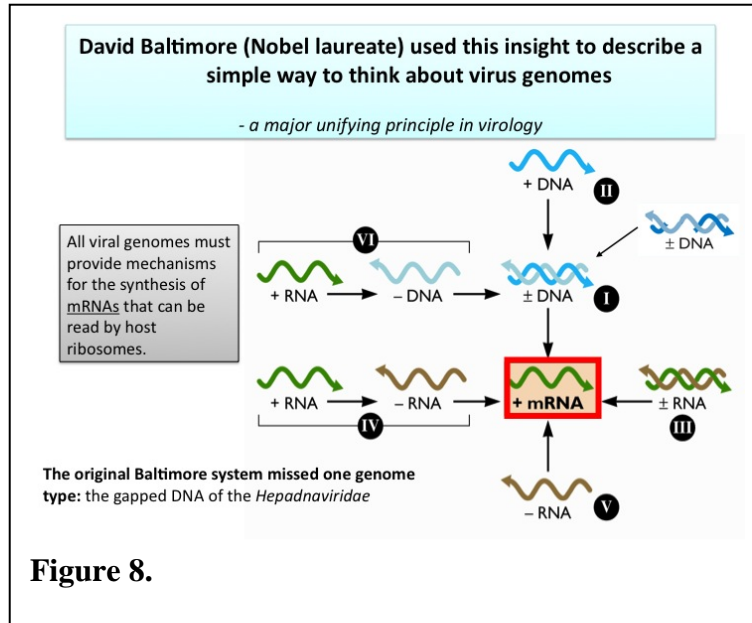 David Baltimore (Nobel laureate) used this insight to describe a
simple way to think about virus genomes
- a major unifying principle in virology
+ DNA
II
± DNA
All viral genomes must
provide mechanisms
for the synthesis of
mRNAs that can be
read by host
ribosomes.
VI
+ RNA
– DNA
± DNA
I
+ RNA
– RNA
+ mRNA
± RNA
IV
III
The original Baltimore system missed one genome
type: the gapped DNA of the Hepadnaviridae
– RNA
V
Figure 8.